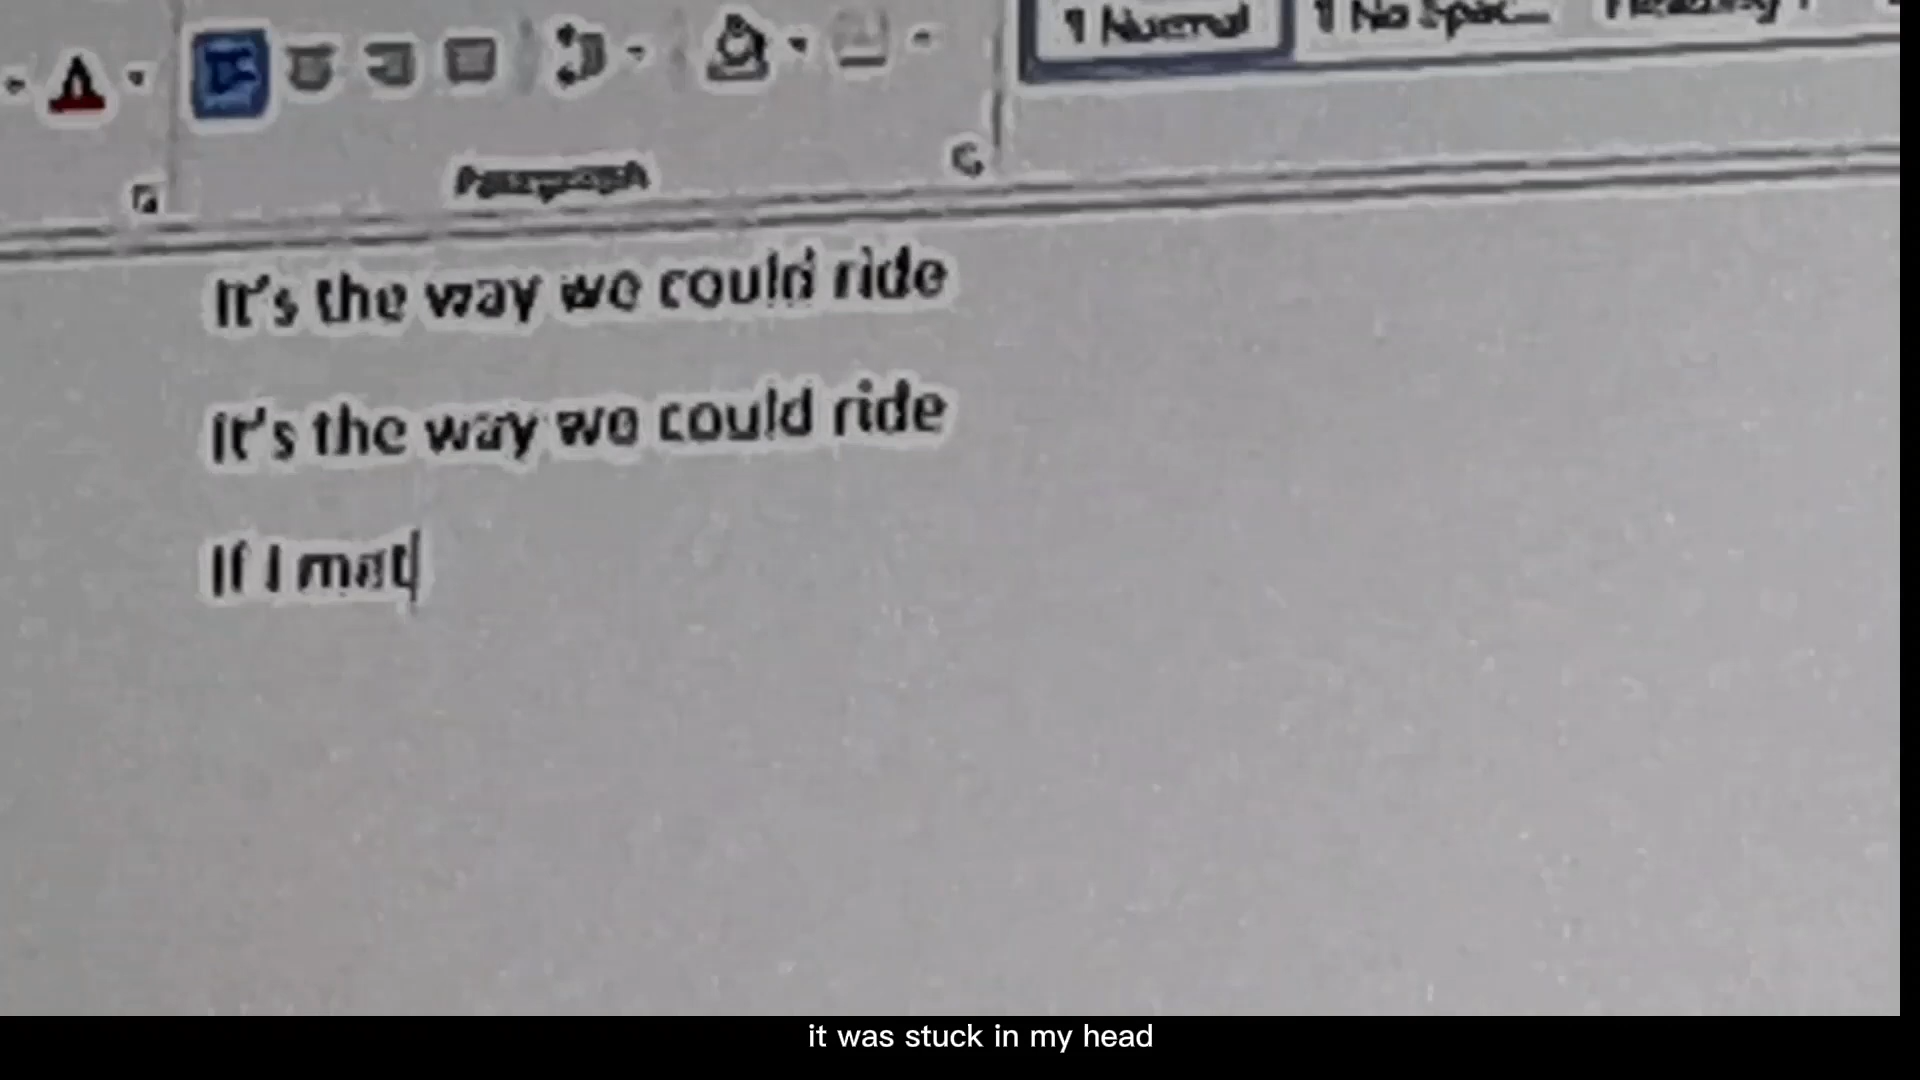 Normal
No Spac...
Paragraph
It's the way we could ride
it's the way we could ride
If I mat
it was stuck in my head